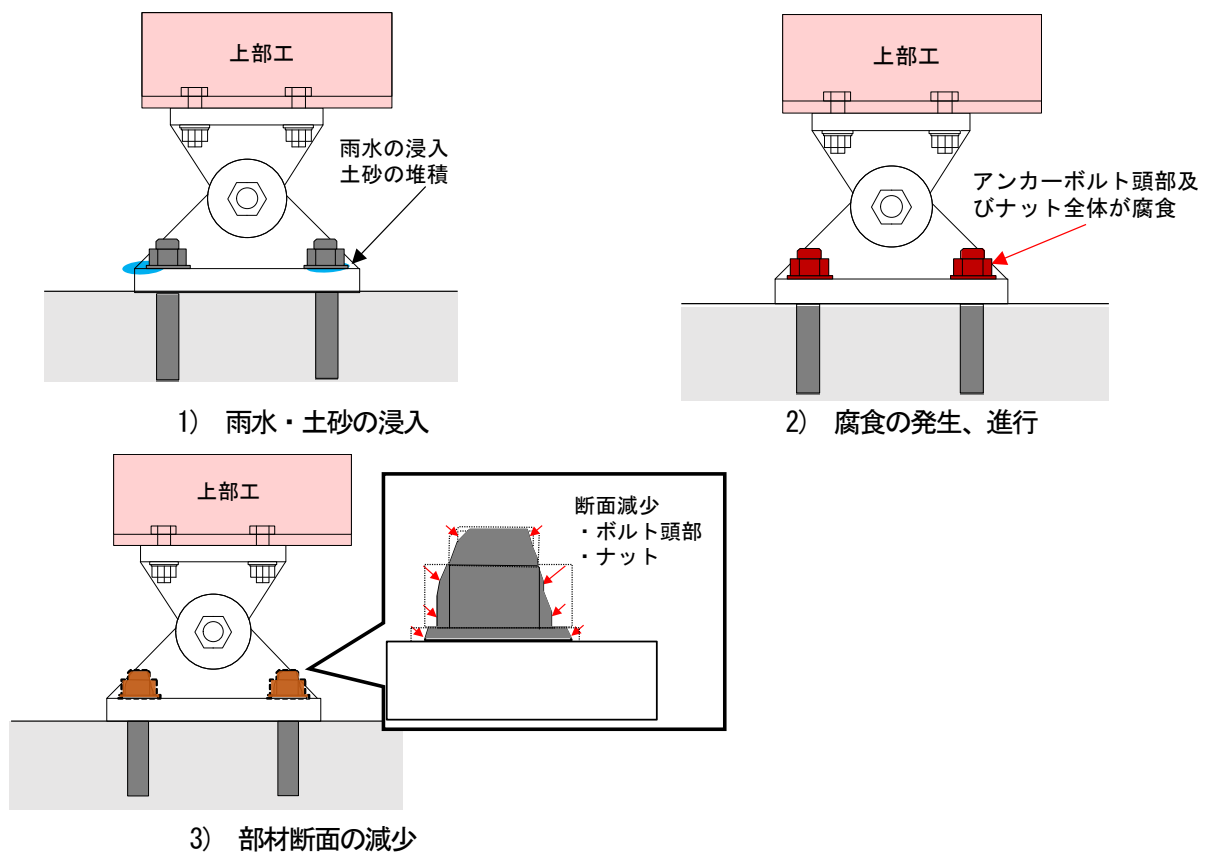 上部工
雨水の浸入
土砂の堆積
1) 雨水・土砂の浸入
上部工
アンカーボルト頭部及
びナット全体が腐食
2) 腐食の発生、進行
上部工
断面減少
・ボルト頭部
・ナット
3) 部材断面の減少